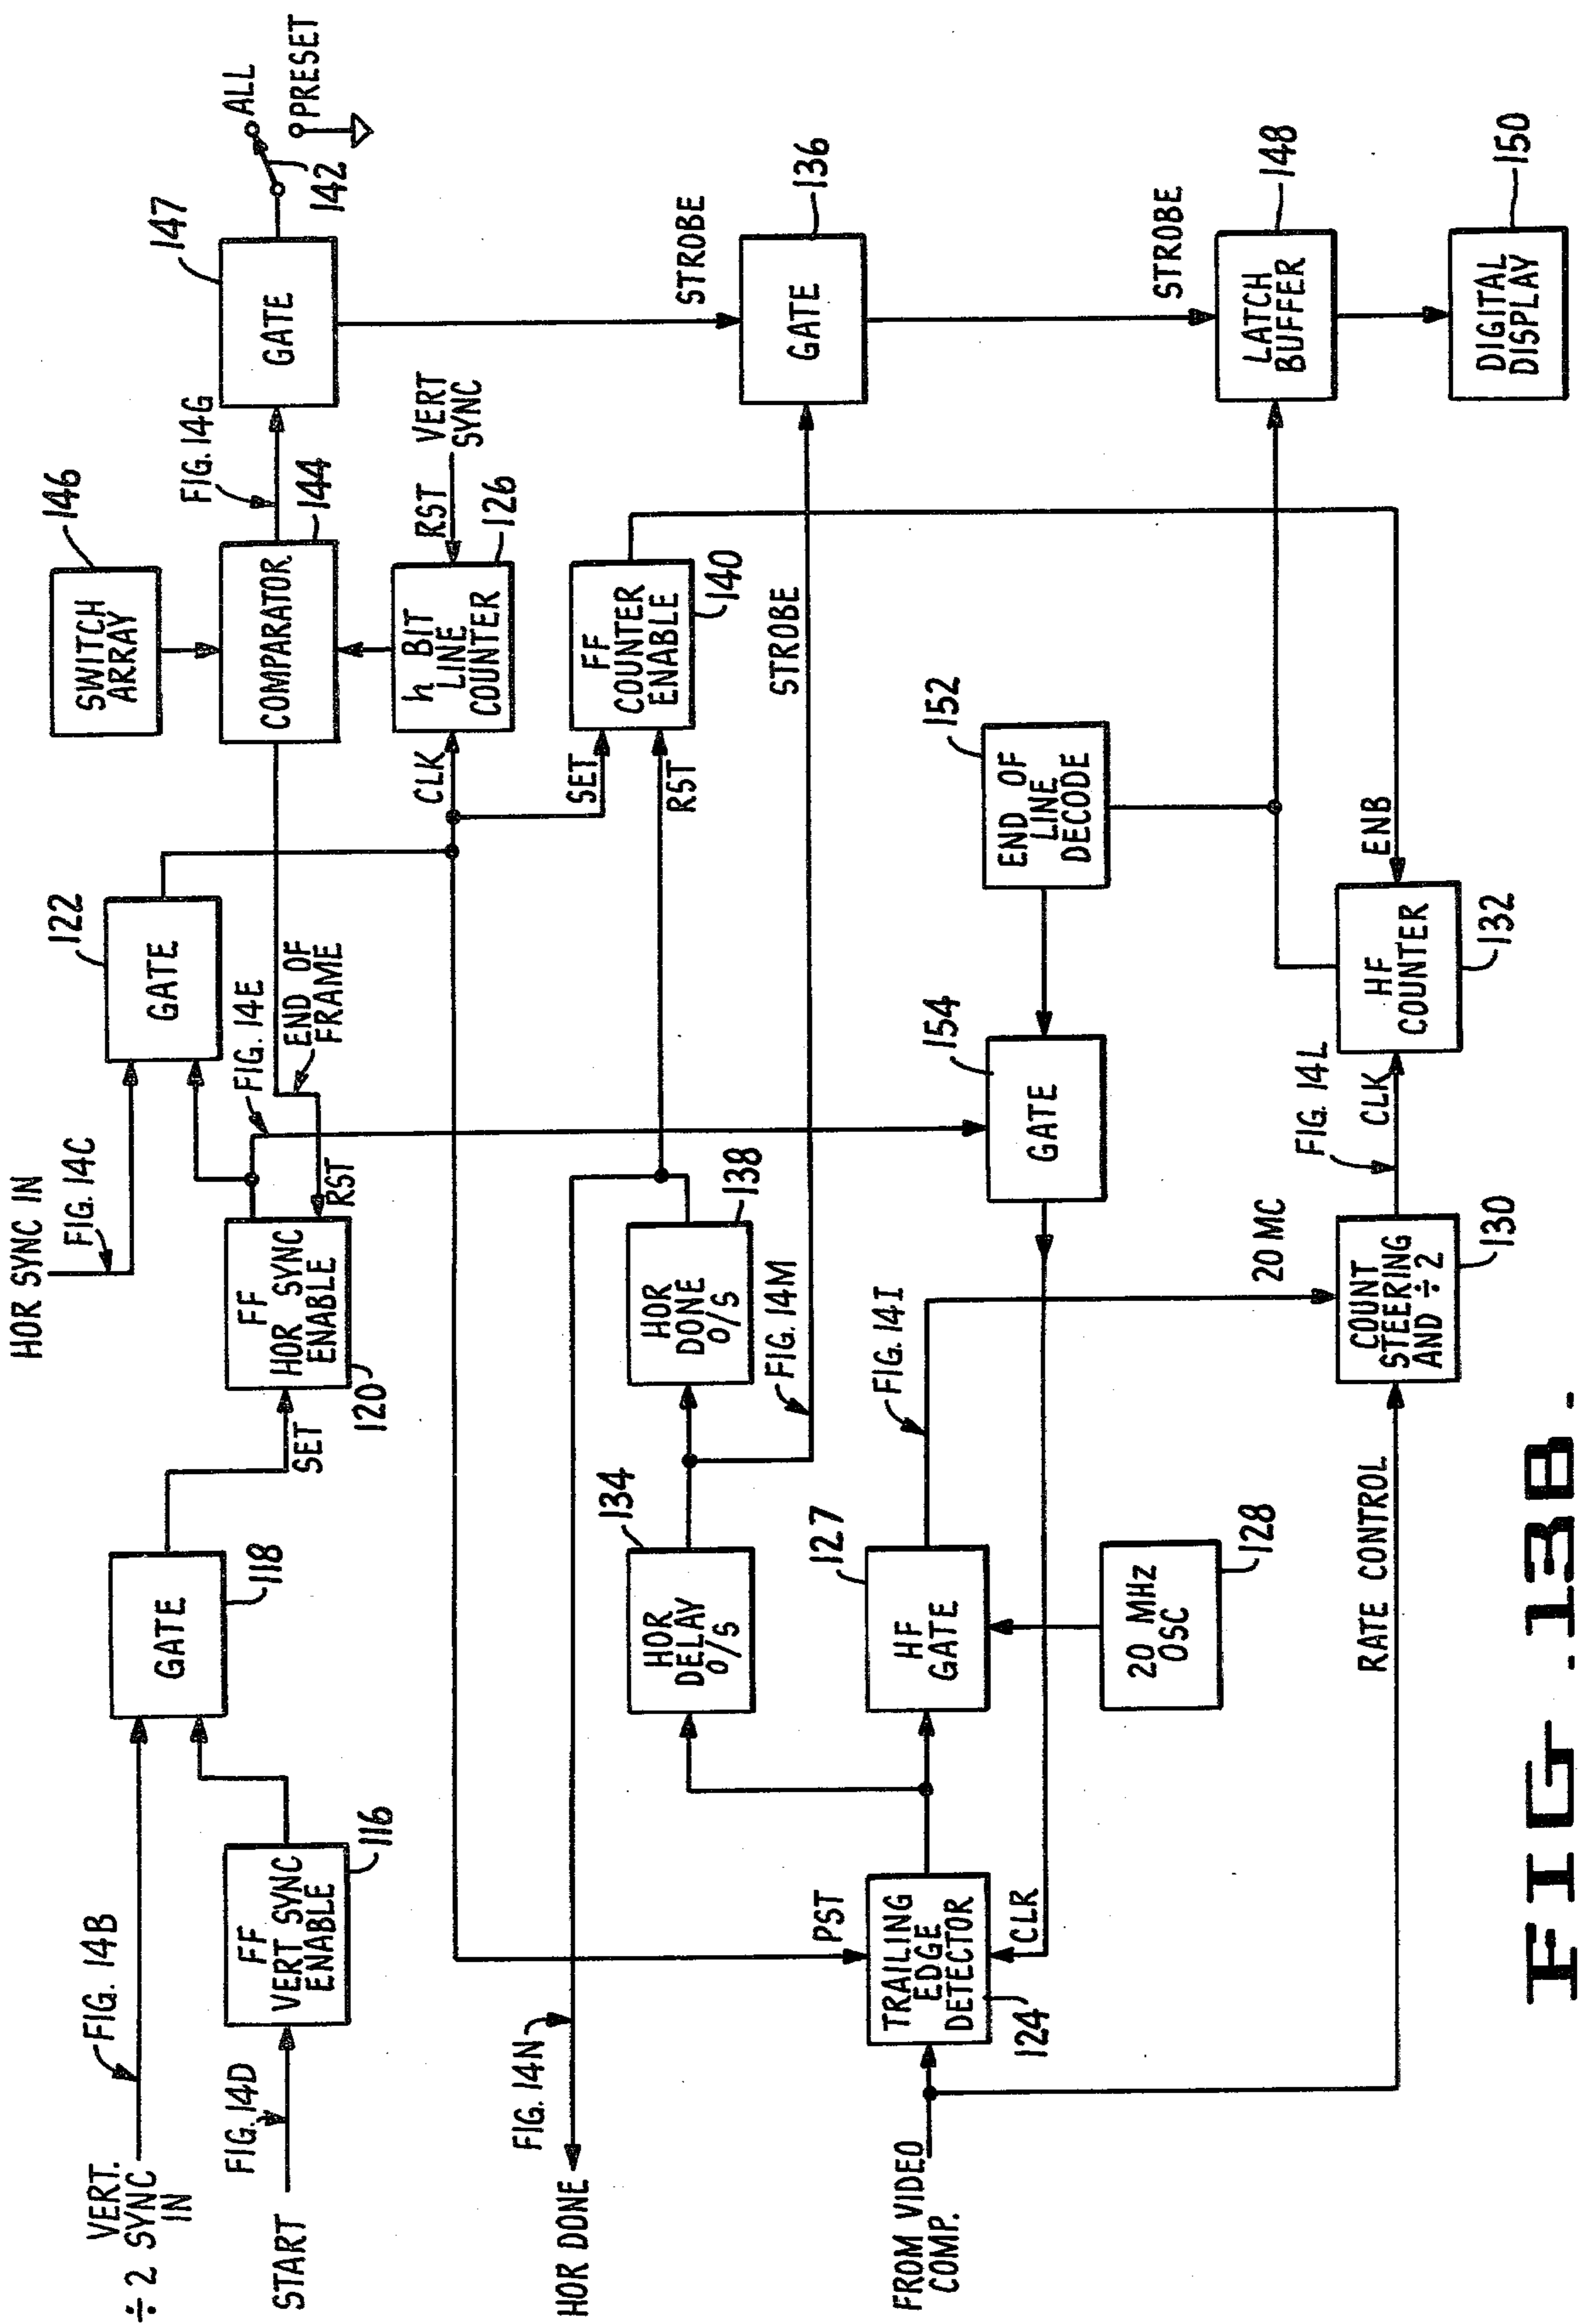 ÷ 2
VERT.
SYNC
IN
FIG. 14B
START
FIG. 14D
FF
VERT SYNC
ENABLE
116
GATE
118
SET
FF
HOR SYNC
ENABLE
120
RST
HOR SYNC IN
FIG. 14C
FIG. 14E
END OF
FRAME
GATE
122
SWITCH
ARRAY
146
COMPARATOR
144
FIG. 14G
GATE
147
142
ALL
PRESET
CLK
h BIT
LINE
COUNTER
126
RST
VERT
SYNC
SET
RST
FF
COUNTER
ENABLE
140
HOR DONE
FIG. 14N
HOR
DELAY
O/S
134
HOR
DONE
O/S
138
FIG. 14M
STROBE
STROBE
GATE
136
FROM VIDEO
COMP.
PST
TRAILING
EDGE
DETECTOR
124
CLR
HF
GATE
127
20 MHz
OSC
128
FIG. 14I
20 MC
GATE
154
END OF
LINE
DECODE
152
RATE CONTROL
COUNT
STEERING
AND ÷ 2
130
FIG. 14L
CLK
HF
COUNTER
132
ENB
STROBE
LATCH
BUFFER
148
DIGITAL
DISPLAY
150
FIG. 13B.